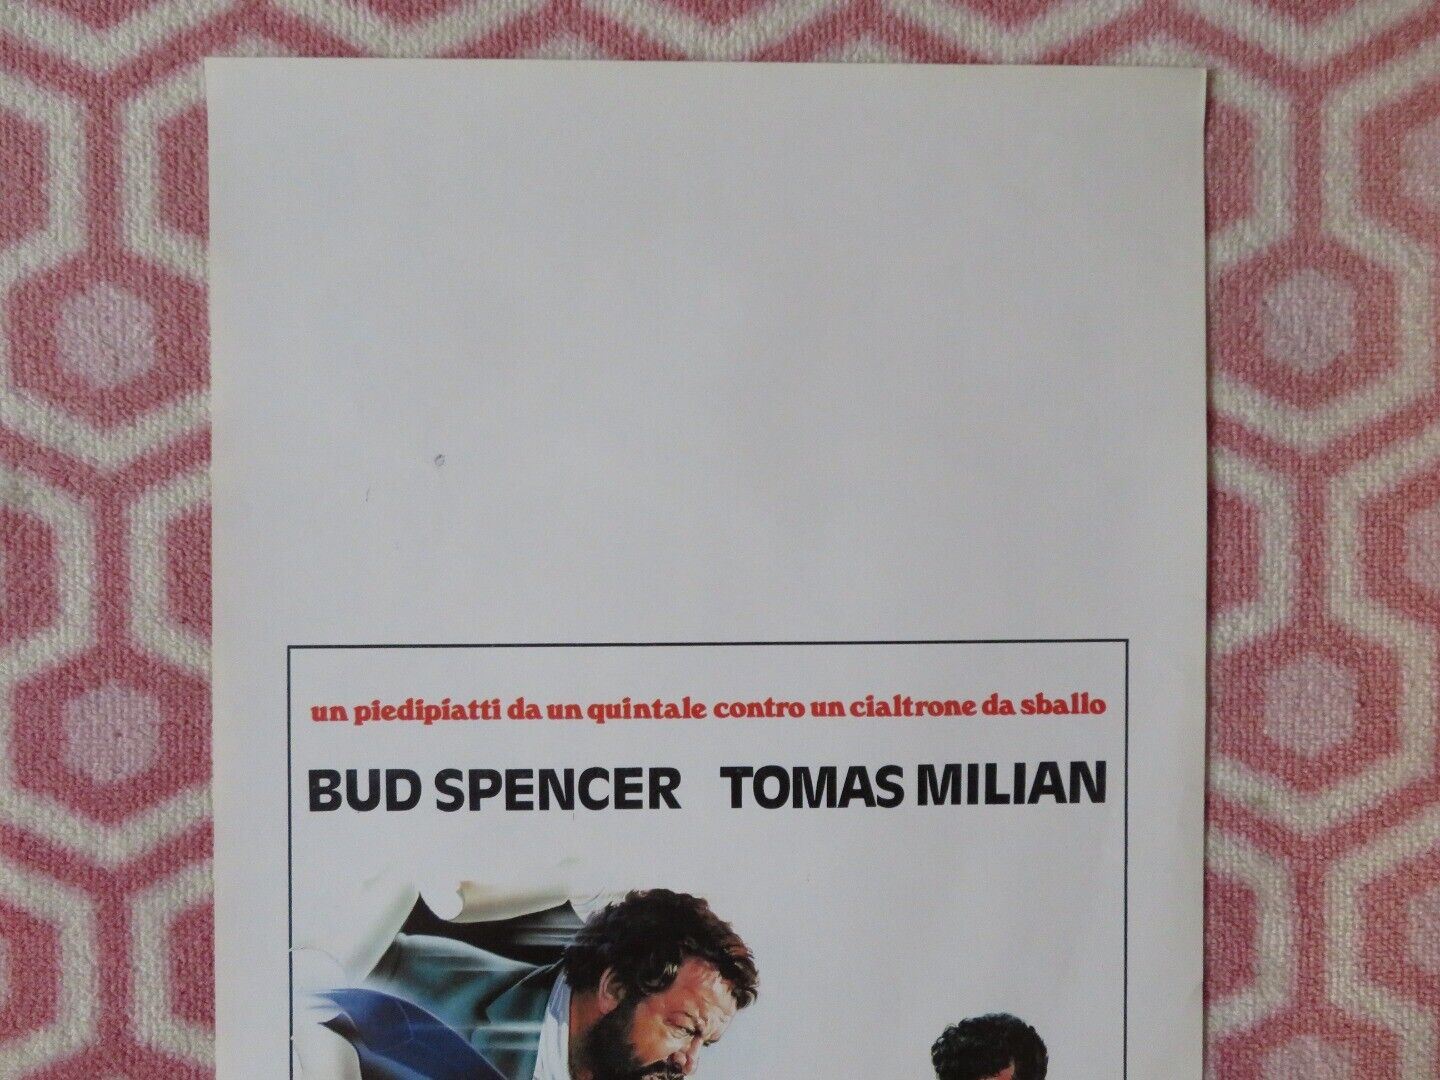 un piedipiatti da un quintale contro un cialtrone da sballo
BUD SPENCER TOMAS MILIAN